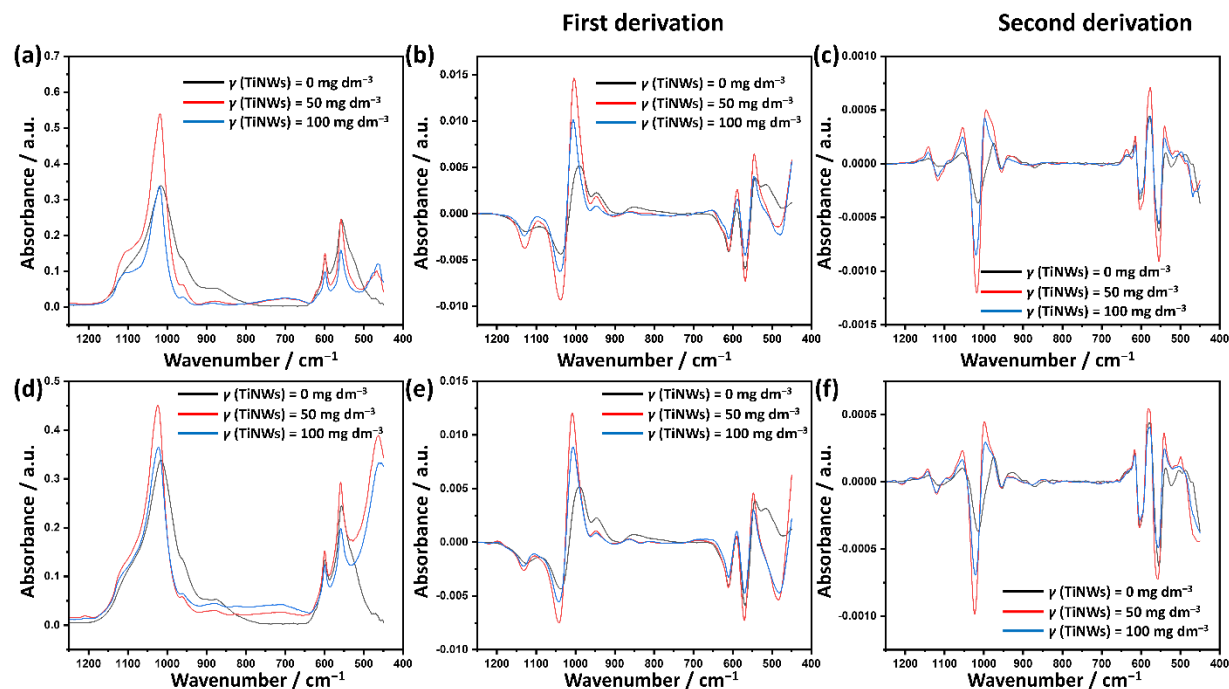 First derivation
Second derivation
(a)
γ (TiNWs) = 0 mg dm⁻³
γ (TiNWs) = 50 mg dm⁻³
γ (TiNWs) = 100 mg dm⁻³
Absorbance / a.u.
0.7
0.6
0.5
0.4
0.3
0.2
0.1
0.0
1200 1100 1000 900 800 700 600 500 400
Wavenumber / cm⁻¹
(b)
γ (TiNWs) = 0 mg dm⁻³
γ (TiNWs) = 50 mg dm⁻³
γ (TiNWs) = 100 mg dm⁻³
Absorbance / a.u.
0.015
0.010
0.005
0.000
-0.005
-0.010
1200 1100 1000 900 800 700 600 500 400
Wavenumber / cm⁻¹
(c)
Absorbance / a.u.
0.0010
0.0005
0.0000
-0.0005
-0.0010
-0.0015
γ (TiNWs) = 0 mg dm⁻³
γ (TiNWs) = 50 mg dm⁻³
γ (TiNWs) = 100 mg dm⁻³
1200 1100 1000 900 800 700 600 500 400
Wavenumber / cm⁻¹
(d)
γ (TiNWs) = 0 mg dm⁻³
γ (TiNWs) = 50 mg dm⁻³
γ (TiNWs) = 100 mg dm⁻³
Absorbance / a.u.
0.5
0.4
0.3
0.2
0.1
0.0
1200 1100 1000 900 800 700 600 500 400
Wavenumber / cm⁻¹
(e)
γ (TiNWs) = 0 mg dm⁻³
γ (TiNWs) = 50 mg dm⁻³
γ (TiNWs) = 100 mg dm⁻³
Absorbance / a.u.
0.015
0.010
0.005
0.000
-0.005
-0.010
1200 1100 1000 900 800 700 600 500 400
Wavenumber / cm⁻¹
(f)
Absorbance / a.u.
0.0005
0.0000
-0.0005
-0.0010
γ (TiNWs) = 0 mg dm⁻³
γ (TiNWs) = 50 mg dm⁻³
γ (TiNWs) = 100 mg dm⁻³
1200 1100 1000 900 800 700 600 500 400
Wavenumber / cm⁻¹